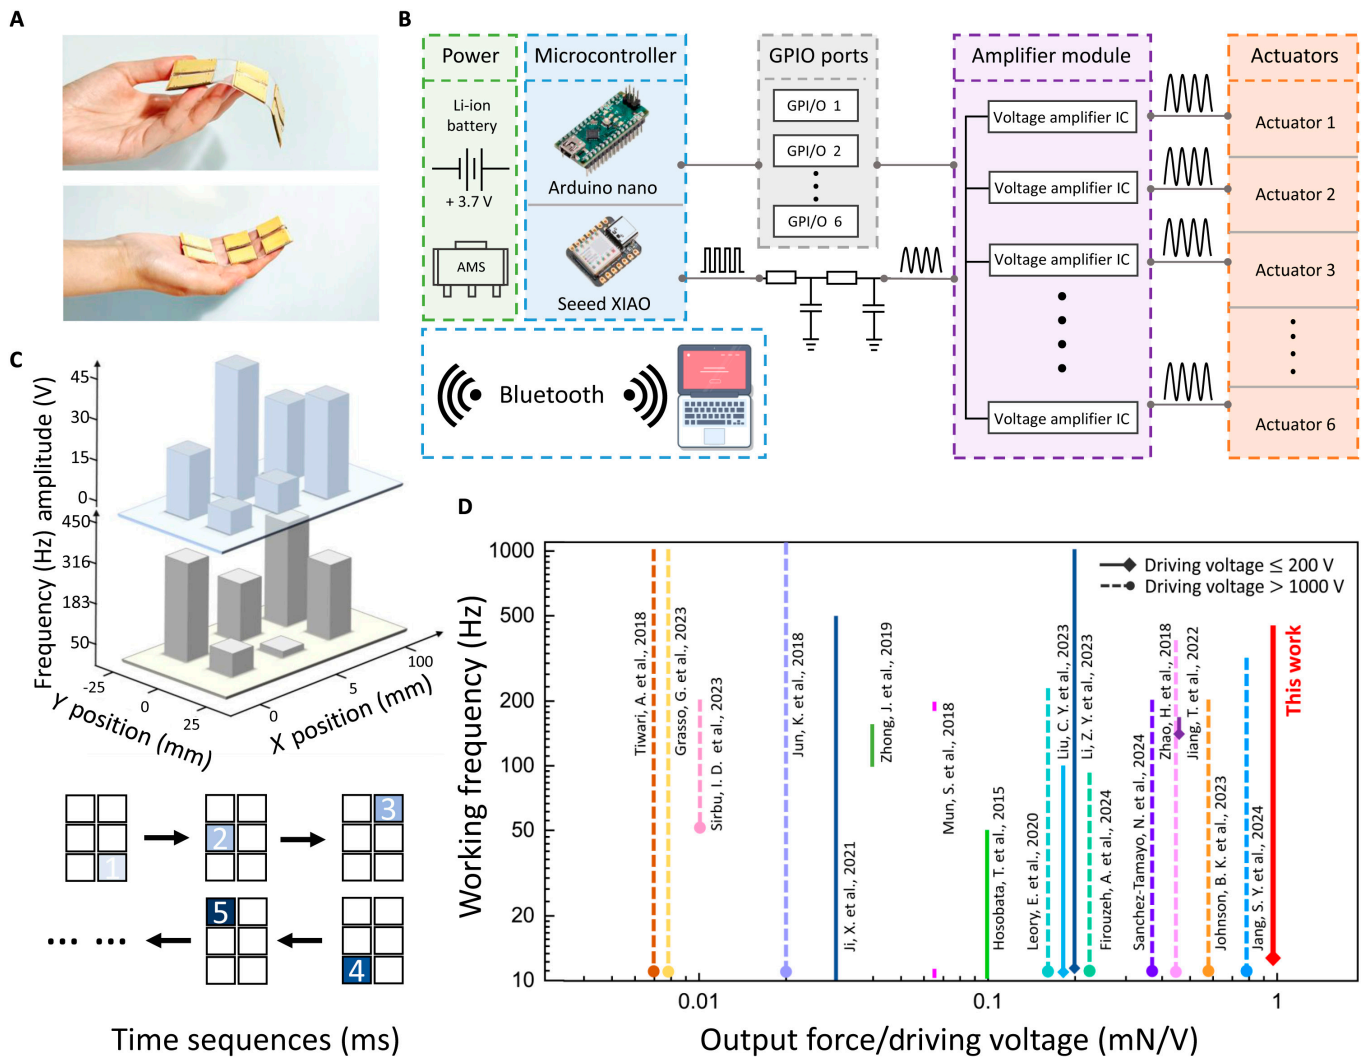 A
B
Power
Microcontroller
GPIO ports
Amplifier module
Actuators
Li-ion
battery
+ 3.7 V
AMS
Arduino nano
Seeed XIAO
GPI/O 1
GPI/O 2
GPI/O 6
Voltage amplifier IC
Voltage amplifier IC
Voltage amplifier IC
Voltage amplifier IC
Actuator 1
Actuator 2
Actuator 3
Actuator 6
Bluetooth
C
Frequency (Hz) amplitude (V)
45
30
15
0
450
316
183
50
-25
0
25
Y position (mm)
0
5
100
X position (mm)
1
2
3
4
5
... ...
Time sequences (ms)
D
Working frequency (Hz)
1000
500
200
100
50
20
10
0.01
0.1
1
Output force/driving voltage (mN/V)
Driving voltage ≤ 200 V
Driving voltage > 1000 V
Tiwari, A. et al., 2018
Grasso, G. et al., 2023
Sirbu, I. D. et al., 2023
Jun, K. et al., 2018
Ji, X. et al., 2021
Zhong, J. et al., 2019
Mun, S. et al., 2018
Hosobata, T. et al., 2015
Leory, E. et al., 2020
Liu, C. Y. et al., 2023
Li, Z. Y. et al., 2023
Firouzeh, A. et al., 2024
Sanchez-Tamayo, N. et al., 2024
Zhao, H. et al., 2018
Jiang, T. et al., 2022
Johnson, B. K. et al., 2023
Jang, S. Y. et al., 2024
This work